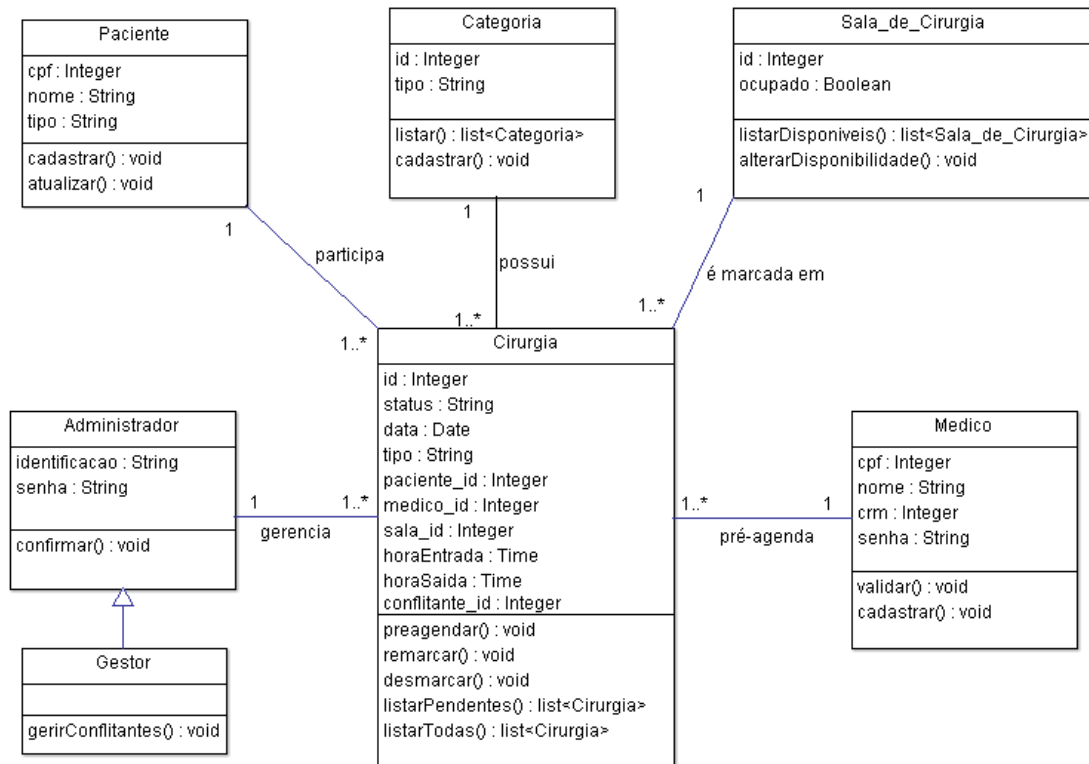 Paciente
cpf : Integer
nome : String
tipo : String
cadastrar() : void
atualizar() : void
Categoria
id : Integer
tipo : String
listar() : list<Categoria>
cadastrar() : void
Sala_de_Cirurgia
id : Integer
ocupado : Boolean
listarDisponiveis() : list<Sala_de_Cirurgia>
alterarDisponibilidade() : void
1
participa
1..*
1
possui
1..*
1
é marcada em
1..*
Administrador
identificacao : String
senha : String
confirmar() : void
1
gerencia
1..*
Cirurgia
id : Integer
status : String
data : Date
tipo : String
paciente_id : Integer
medico_id : Integer
sala_id : Integer
horaEntrada : Time
horaSaida : Time
conflitante_id : Integer
preagendar() : void
remarcar() : void
desmarcar() : void
listarPendentes() : list<Cirurgia>
listarTodas() : list<Cirurgia>
1..*
pré-agenda
1
Medico
cpf : Integer
nome : String
crm : Integer
senha : String
validar() : void
cadastrar() : void
Gestor
gerirConflitantes() : void